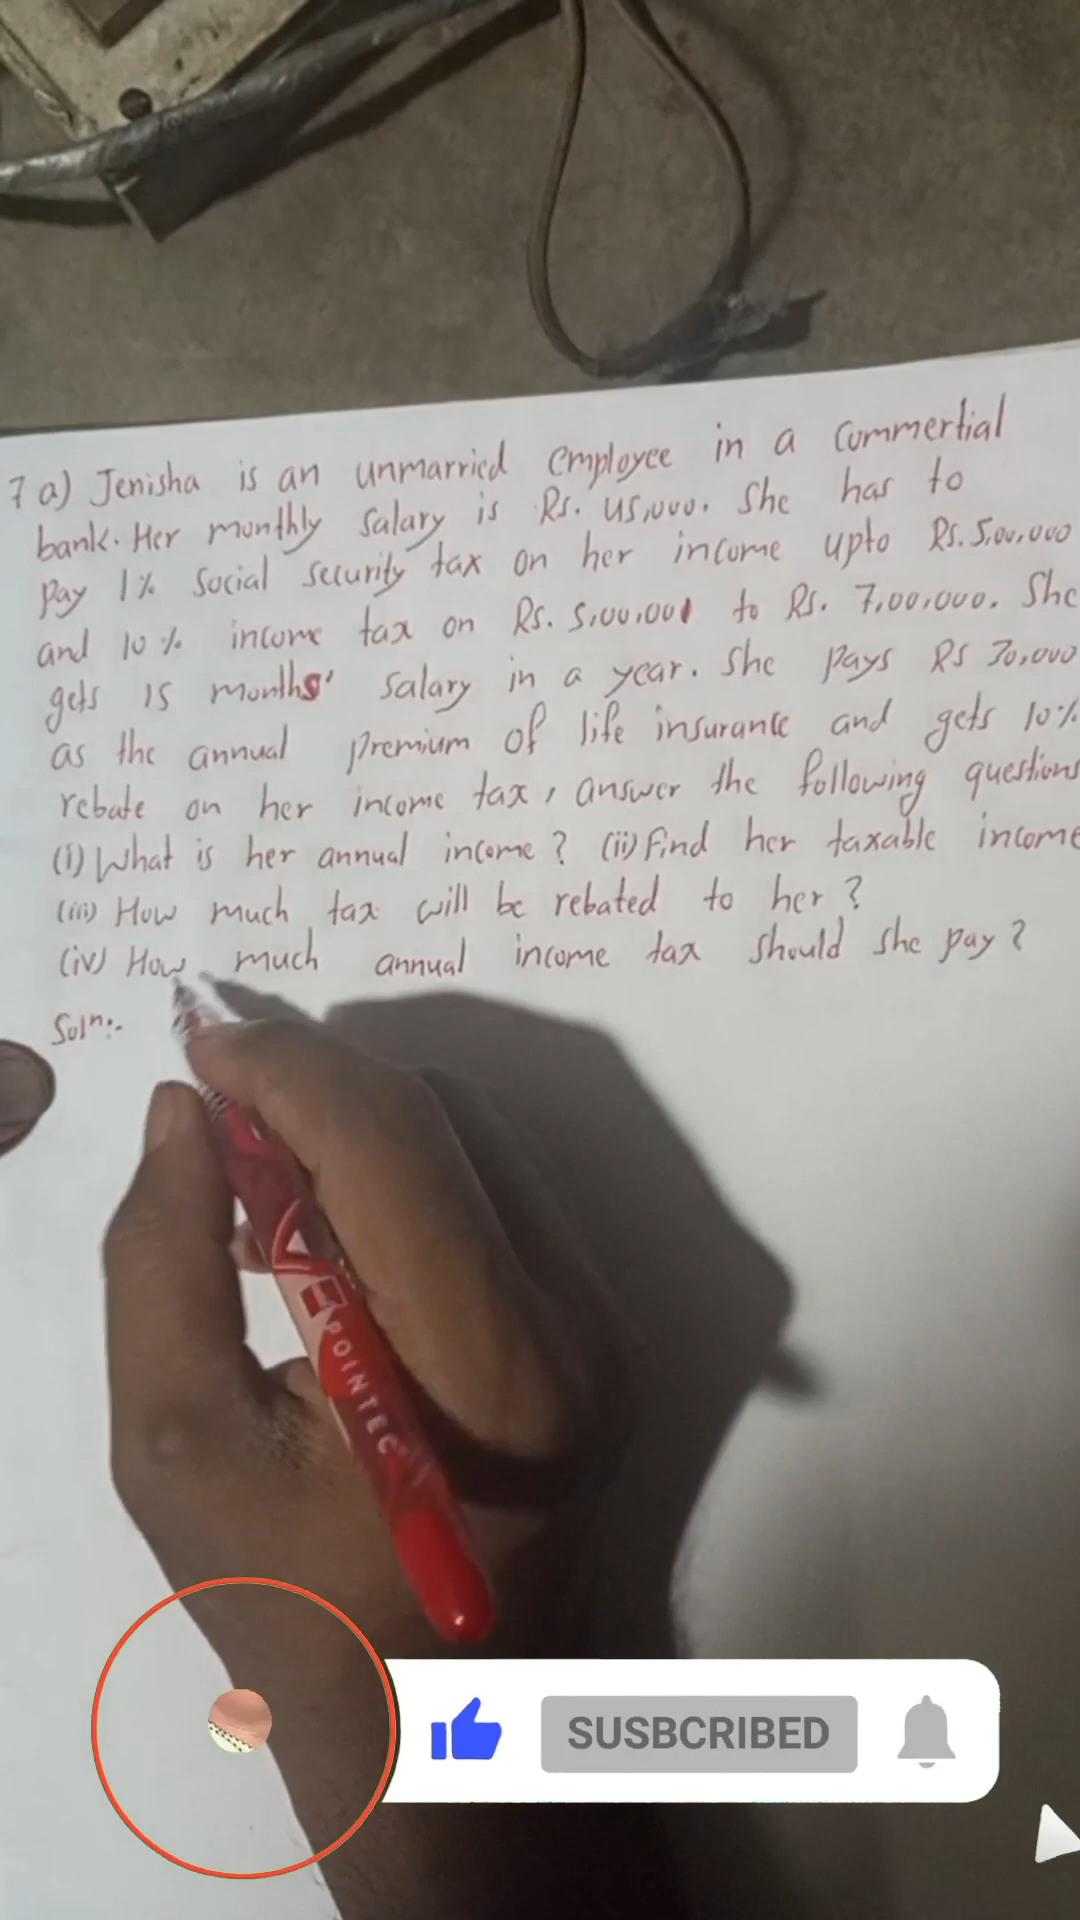 7 a) Jenisha is an unmarried employee in a commertial
bank. Her monthly salary is Rs. 45,000. She has to
pay 1% social security tax on her income upto Rs. 5,00,000
and 10% income tax on Rs. 5,00,001 to Rs. 7,00,000. She
gets 15 months' salary in a year. She pays Rs 30,000
as the annual premium of life insurance and gets 10%
rebate on her income tax, answer the following questions
(i) What is her annual income? (ii) Find her taxable income
(iii) How much tax will be rebated to her?
(iv) How much annual income tax should she pay?
Solⁿ:-
POINTEC
SUSBCRIBED